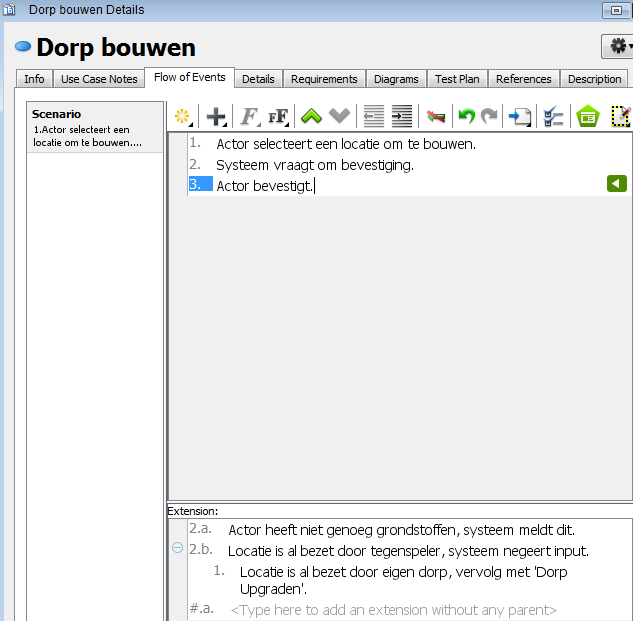 Dorp bouwen Details
Dorp bouwen
Info Use Case Notes Flow of Events Details Requirements Diagrams Test Plan References Description
Scenario
1.Actor selecteert een
locatie om te bouwen....
F FF
1. Actor selecteert een locatie om te bouwen.
2. Systeem vraagt om bevestiging.
3. Actor bevestigt.
Extension:
2.a. Actor heeft niet genoeg grondstoffen, systeem meldt dit.
2.b. Locatie is al bezet door tegenspeler, systeem negeert input.
1. Locatie is al bezet door eigen dorp, vervolg met 'Dorp
Upgraden'.
#.a. <Type here to add an extension without any parent>